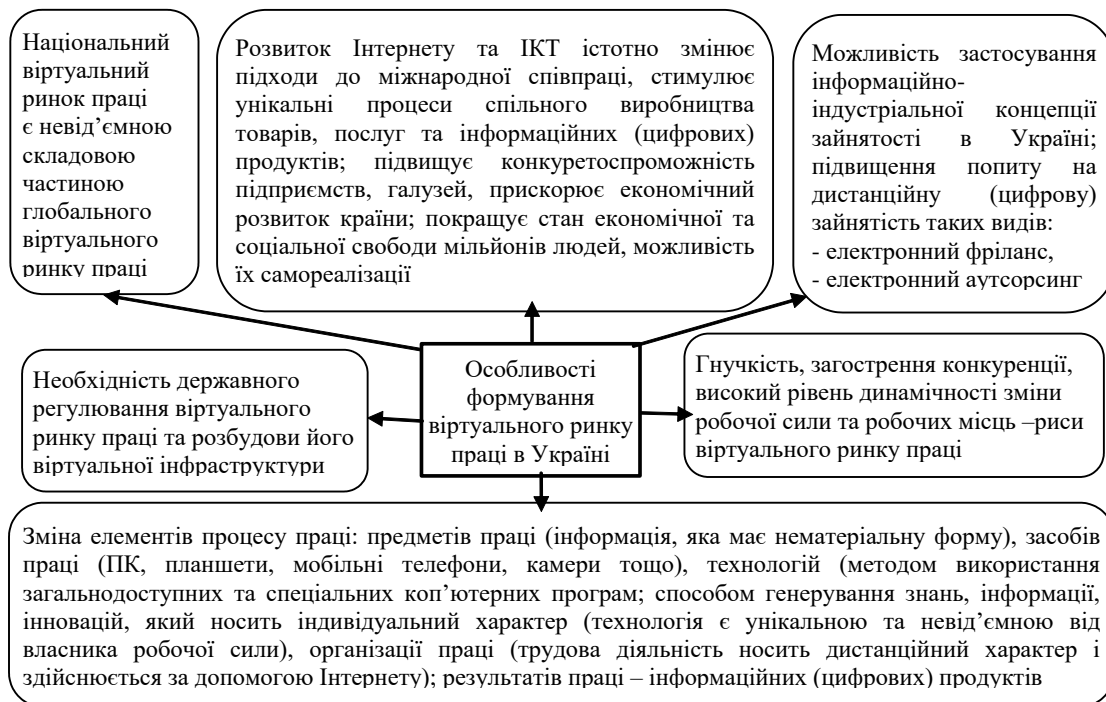 Національний
віртуальний
ринок праці
є невід’ємною
складовою
частиною
глобального
віртуального
ринку праці
Розвиток Інтернету та ІКТ істотно змінює
підходи до міжнародної співпраці, стимулює
унікальні процеси спільного виробництва
товарів, послуг та інформаційних (цифрових)
продуктів; підвищує конкуретоспроможність
підприємств, галузей, прискорює економічний
розвиток країни; покращує стан економічної та
соціальної свободи мільйонів людей, можливість
їх самореалізації
Можливість застосування
інформаційно-
індустріальної концепції
зайнятості в Україні;
підвищення попиту на
дистанційну (цифрову)
зайнятість таких видів:
- електронний фріланс,
- електронний аутсорсинг
Необхідність державного
регулювання віртуального
ринку праці та розбудови його
віртуальної інфраструктури
Особливості
формування
віртуального ринку
праці в Україні
Гнучкість, загострення конкуренції,
високий рівень динамічності зміни
робочої сили та робочих місць –риси
віртуального ринку праці
Зміна елементів процесу праці: предметів праці (інформація, яка має нематеріальну форму), засобів
праці (ПК, планшети, мобільні телефони, камери тощо), технологій (методом використання
загальнодоступних та спеціальних коп’ютерних програм; способом генерування знань, інформації,
інновацій, який носить індивідуальний характер (технологія є унікальною та невід’ємною від
власника робочої сили), організації праці (трудова діяльність носить дистанційний характер і
здійснюється за допомогою Інтернету); результатів праці – інформаційних (цифрових) продуктів